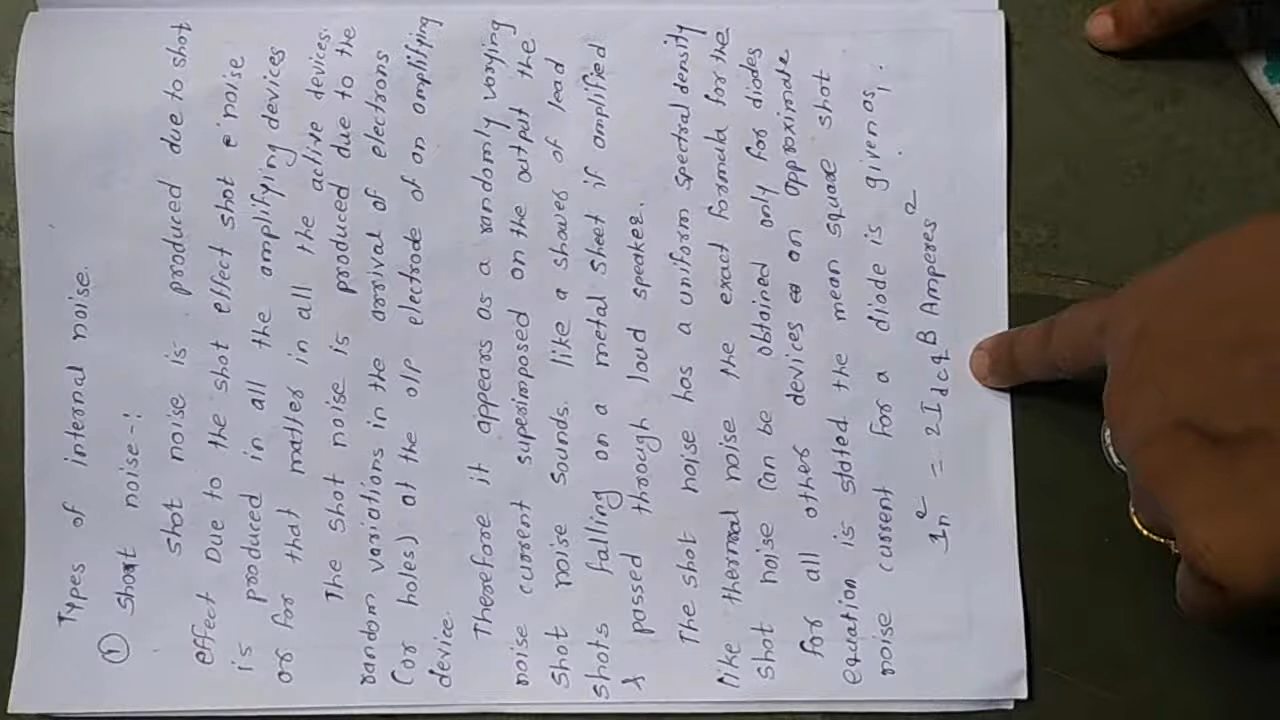 Types of internal noise.
① Short noise-:
shot noise is produced due to shot
effect Due to the shot effect shot e noise
is produced in all the amplifying devices
or for that matter in all the active devices.
The shot noise is produced due to the
random variations in the arrival of electrons
(or holes) at the o/p electrode of an amplifying
device.
Therefore it appears as a randomly varying
noise current superimposed on the output the
shot noise sounds like a shower of lead
shots falling on a metal sheet if amplified
& passed through loud speaker.
The shot noise has a uniform spectral density
like thermal noise the exact formula for the
shot noise can be obtained only for diodes
for all other devices an approximate
equation is stated the mean square shot
noise current for a diode is given as,
In² = 2 Idc q B Amperes²